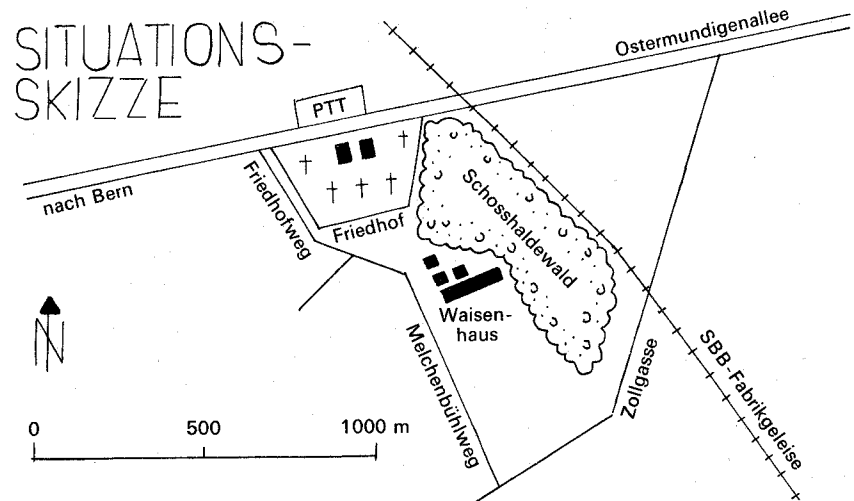 SITUATIONS-
SKIZZE
Ostermundigenallee
PTT
nach Bern
Friedhofweg
Friedhof
Schosshaldewald
Waisen-
haus
Melchenbühlweg
Zollgasse
SBB-Fabrikgeleise
N
0 500 1000 m